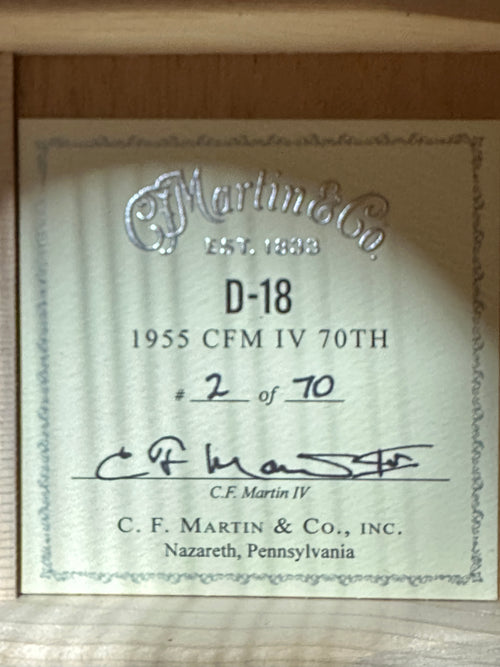 C.F. Martin & Co.
EST. 1833
D-18
1955 CFM IV 70TH
# 2 of 70
C F Martin IV
C.F. Martin IV
C. F. MARTIN & CO., INC.
Nazareth, Pennsylvania